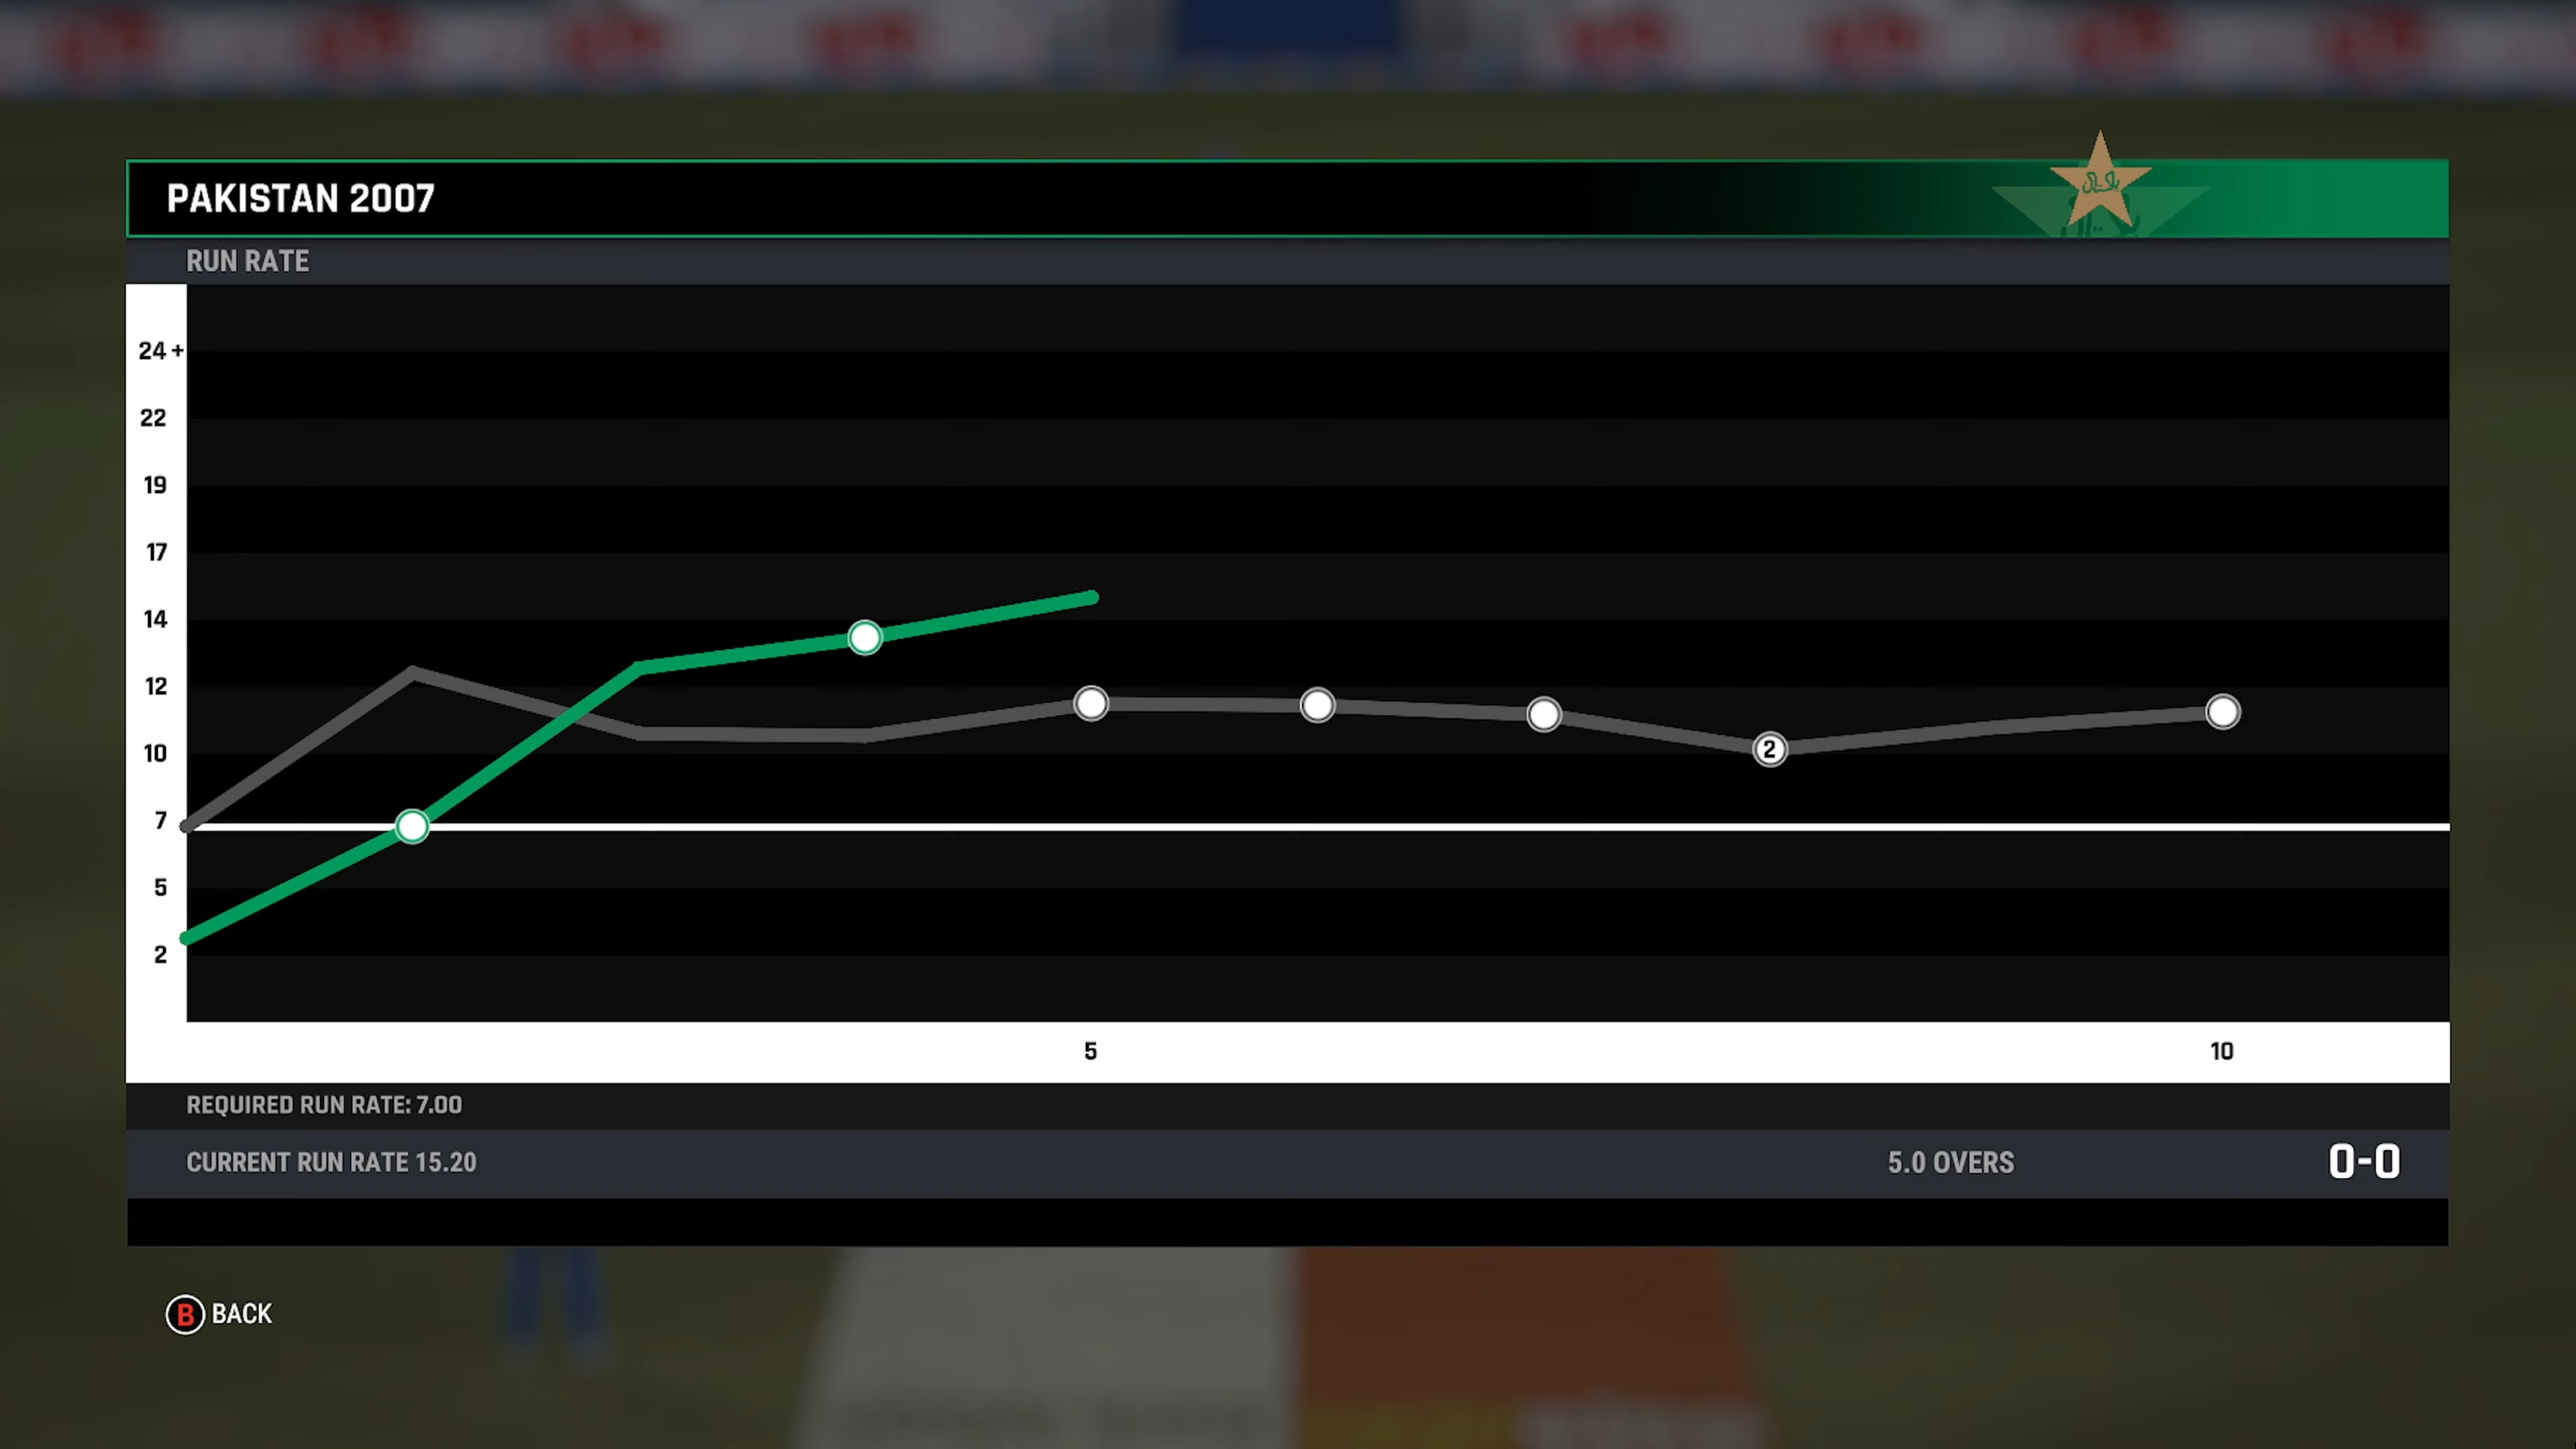 PAKISTAN 2007
RUN RATE
24 +
22
19
17
14
12
10
7
5
2
2
5
10
REQUIRED RUN RATE: 7.00
CURRENT RUN RATE 15.20
5.0 OVERS
0-0
B BACK